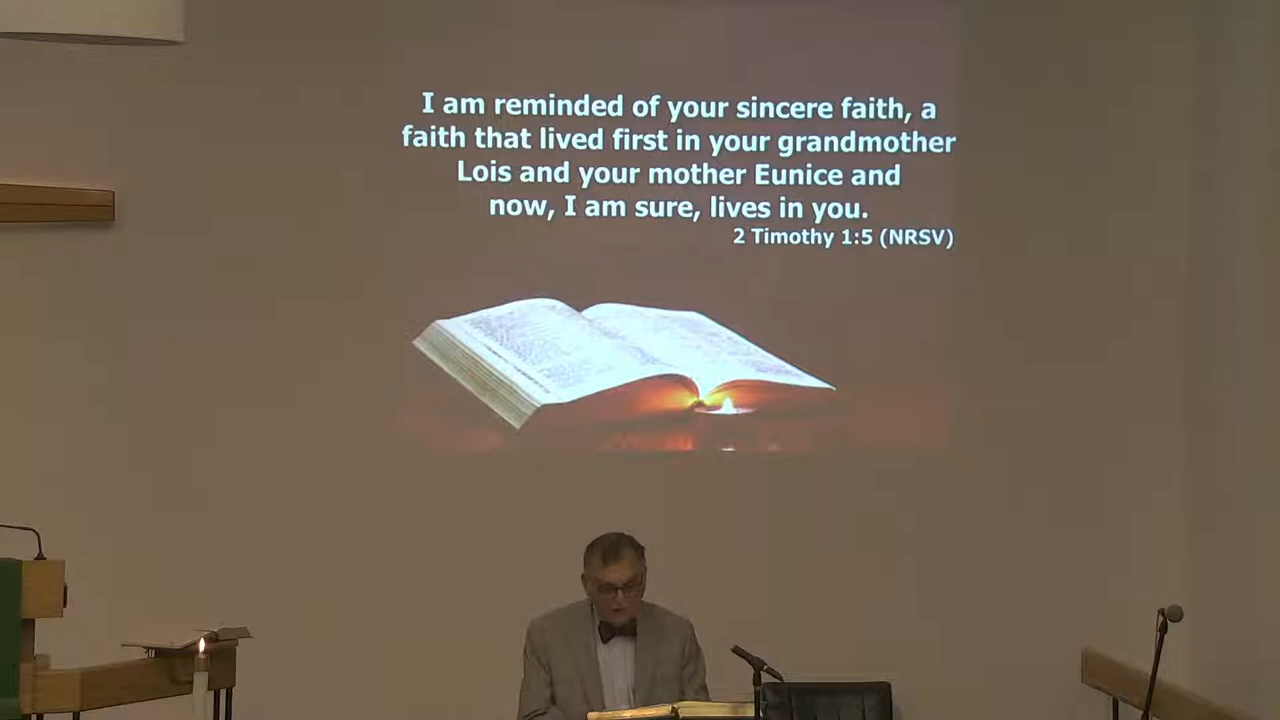 I am reminded of your sincere faith, a
faith that lived first in your grandmother
Lois and your mother Eunice and
now, I am sure, lives in you.
2 Timothy 1:5 (NRSV)